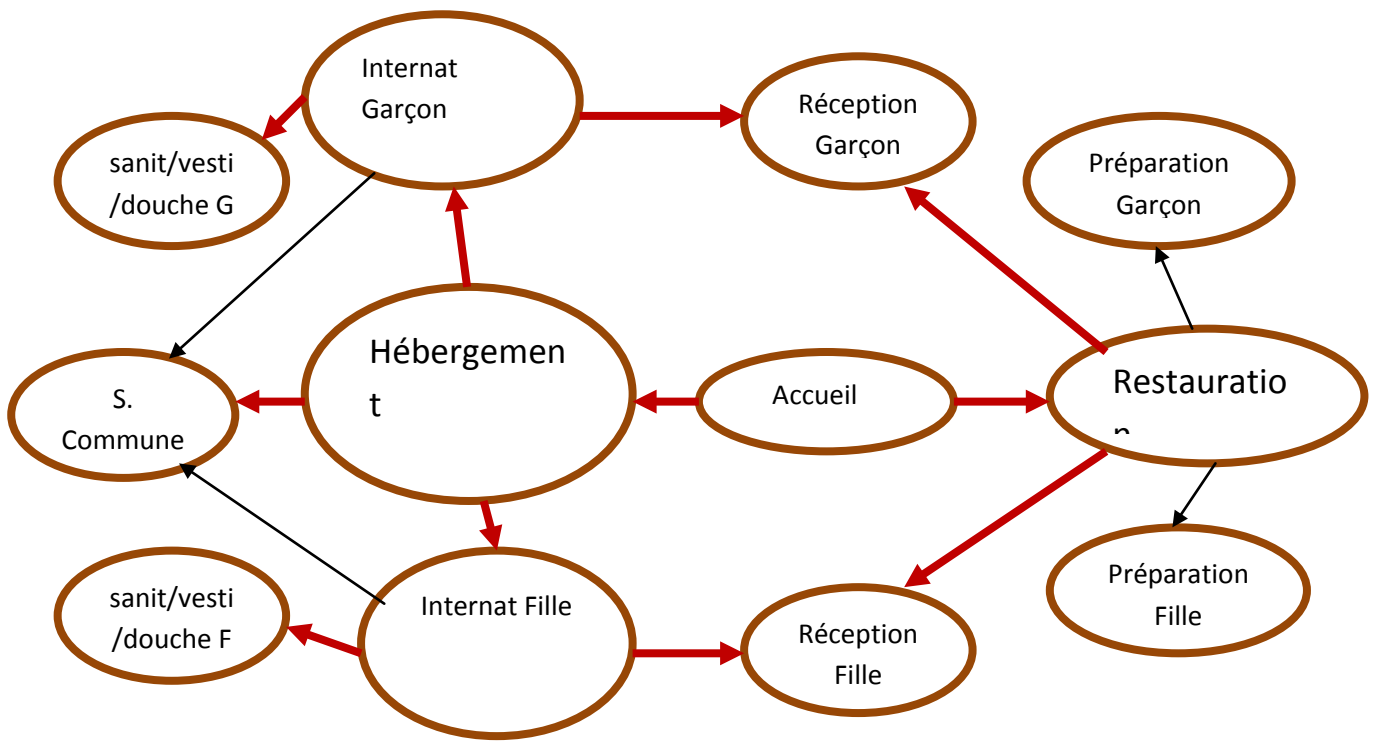 Internat
Garçon
Réception
Garçon
Préparation
Garçon
sanit/vesti
/douche G
Hébergemen
t
Accueil
Restauratio
n
S.
Commune
sanit/vesti
/douche F
Internat Fille
Réception
Fille
Préparation
Fille